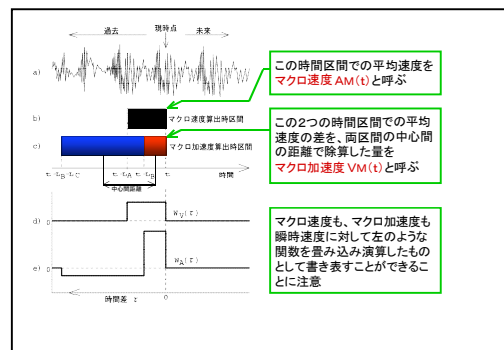 過去
現時点
未来
a)
この時間区間での平均速度を
マクロ速度 AM(t)と呼ぶ
b)
マクロ速度算出時区間
c)
マクロ加速度算出時区間
この2つの時間区間での平均
速度の差を、両区間の中心間
の距離で除算した量を
マクロ加速度 VM(t)と呼ぶ
時間
中心間距離
d) 0
W_V(τ)
e) 0
W_A(τ)
時間差 τ
0
マクロ速度も、マクロ加速度も
瞬時速度に対して左のような
関数を畳み込み演算したもの
として書き表すことができるこ
とに注意